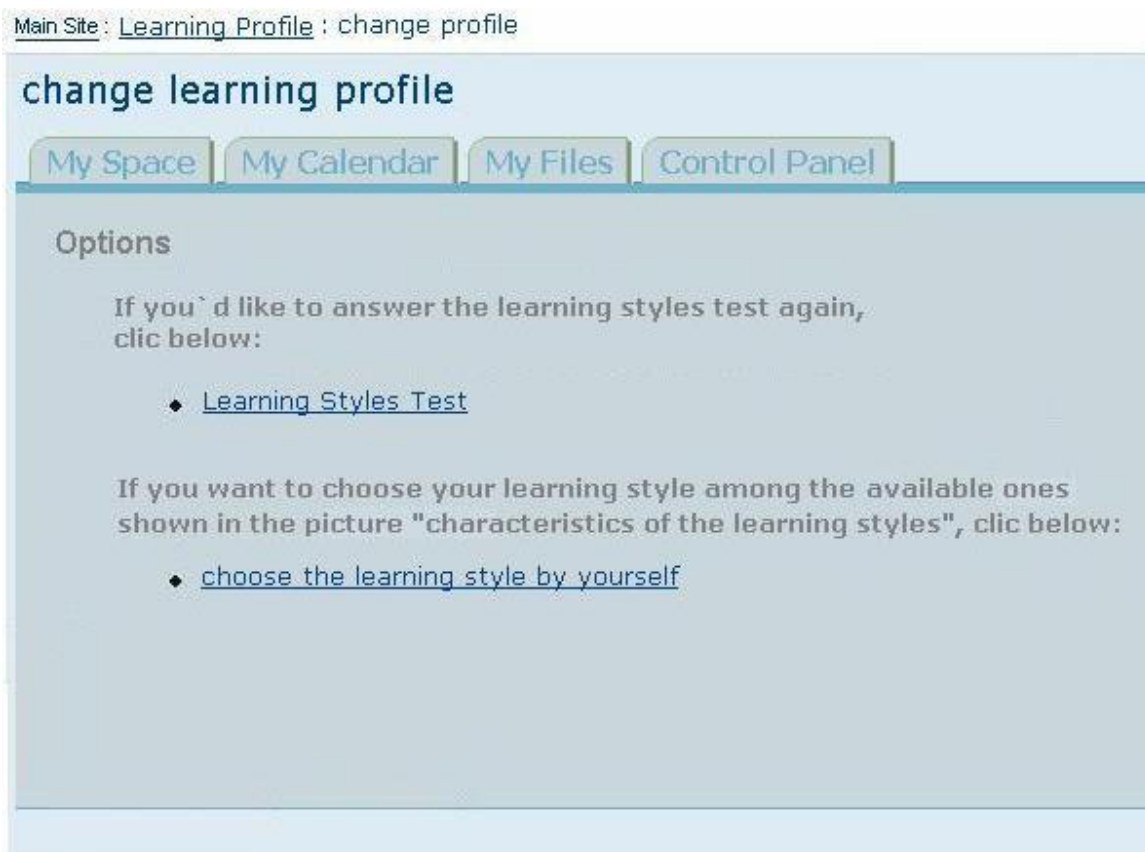 Main Site : Learning Profile : change profile
change learning profile
My Space My Calendar My Files Control Panel
Options
If you`d like to answer the learning styles test again,
clic below:
Learning Styles Test
If you want to choose your learning style among the available ones
shown in the picture "characteristics of the learning styles", clic below:
choose the learning style by yourself